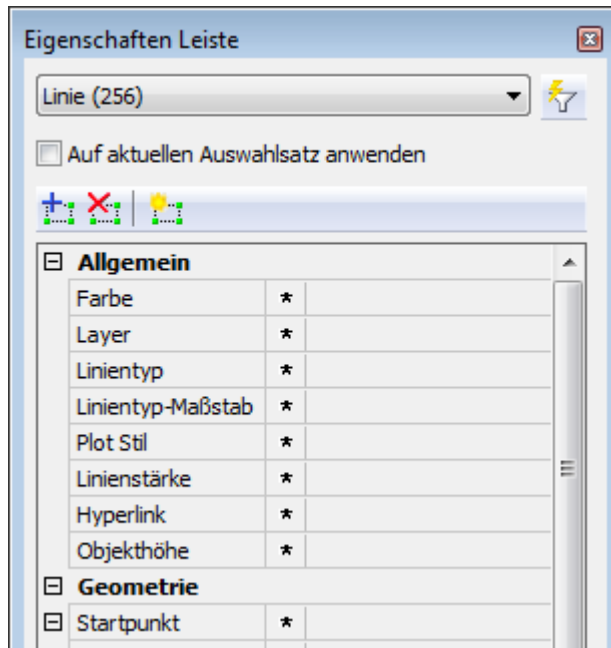 Eigenschaften Leiste
Linie (256)
Auf aktuellen Auswahlsatz anwenden
Allgemein
Farbe *
Layer *
Linientyp *
Linientyp-Maßstab *
Plot Stil *
Linienstärke *
Hyperlink *
Objekthöhe *
Geometrie
Startpunkt *